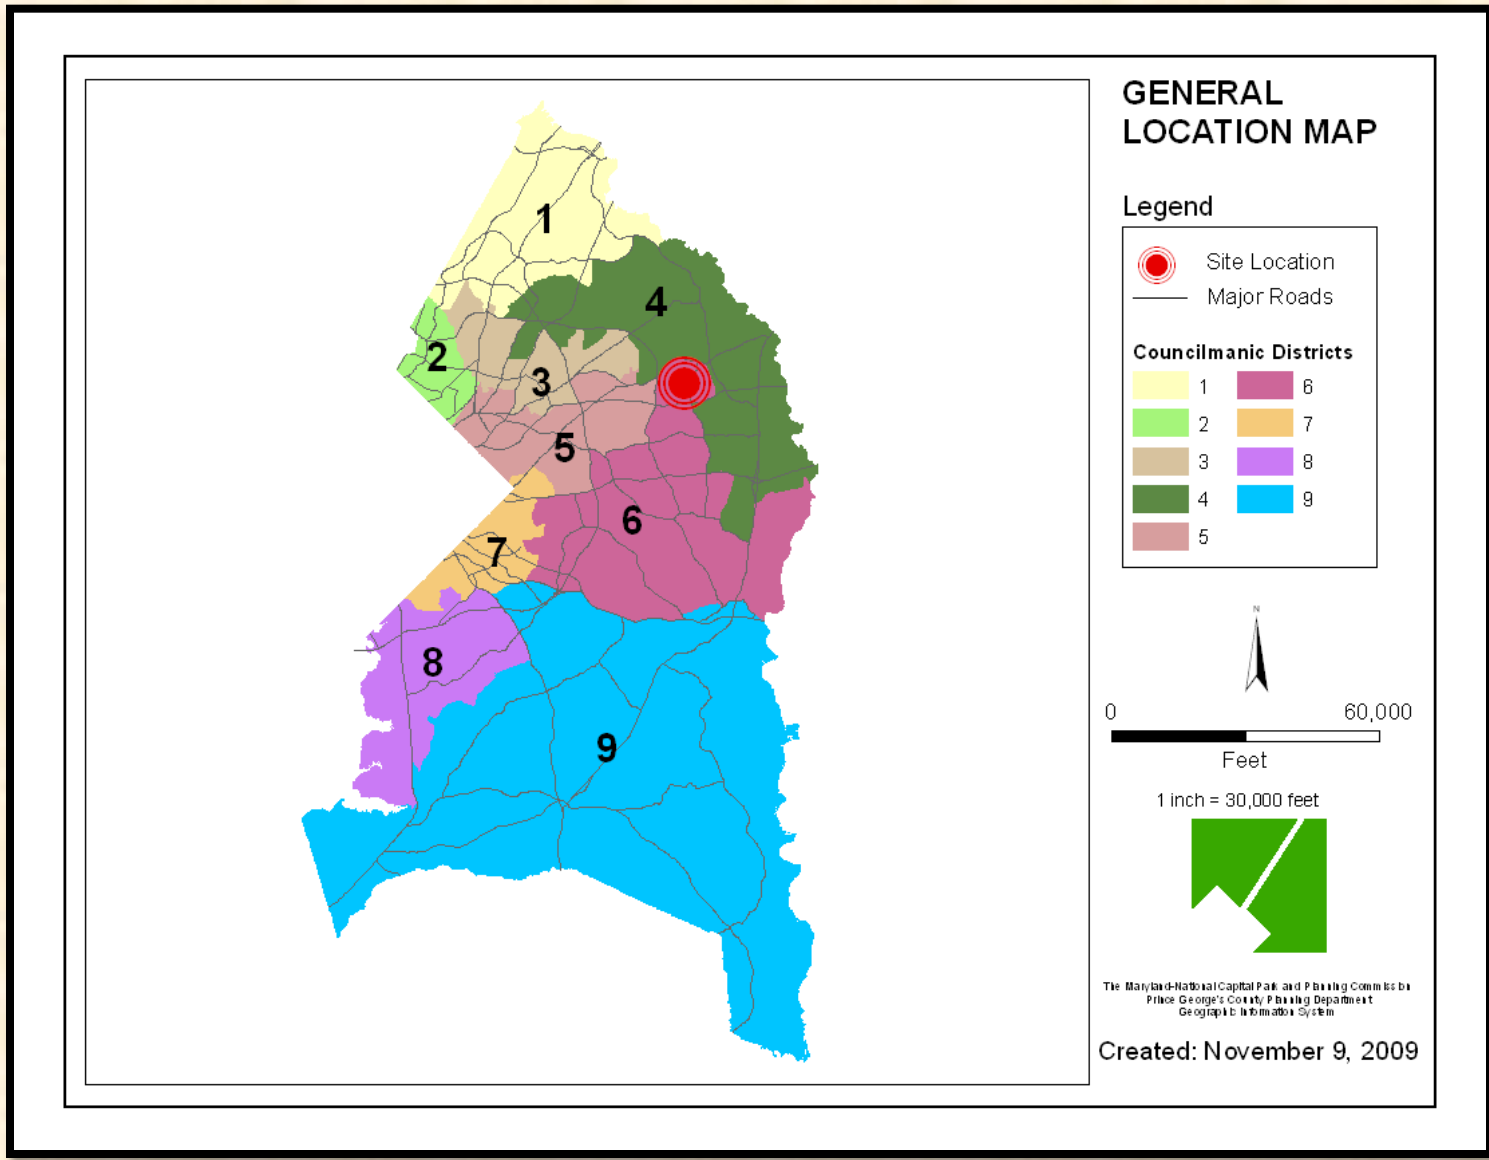 GENERAL
LOCATION MAP
Legend
Site Location
Major Roads
Councilmanic Districts
1 6
2 7
3 8
4 9
5
1
4
2
3
5
6
7
8
9
N
0 60,000
Feet
1 inch = 30,000 feet
The Maryland-National Capital Park and Planning Commission
Prince George's County Planning Department
Geographic Information System
Created: November 9, 2009